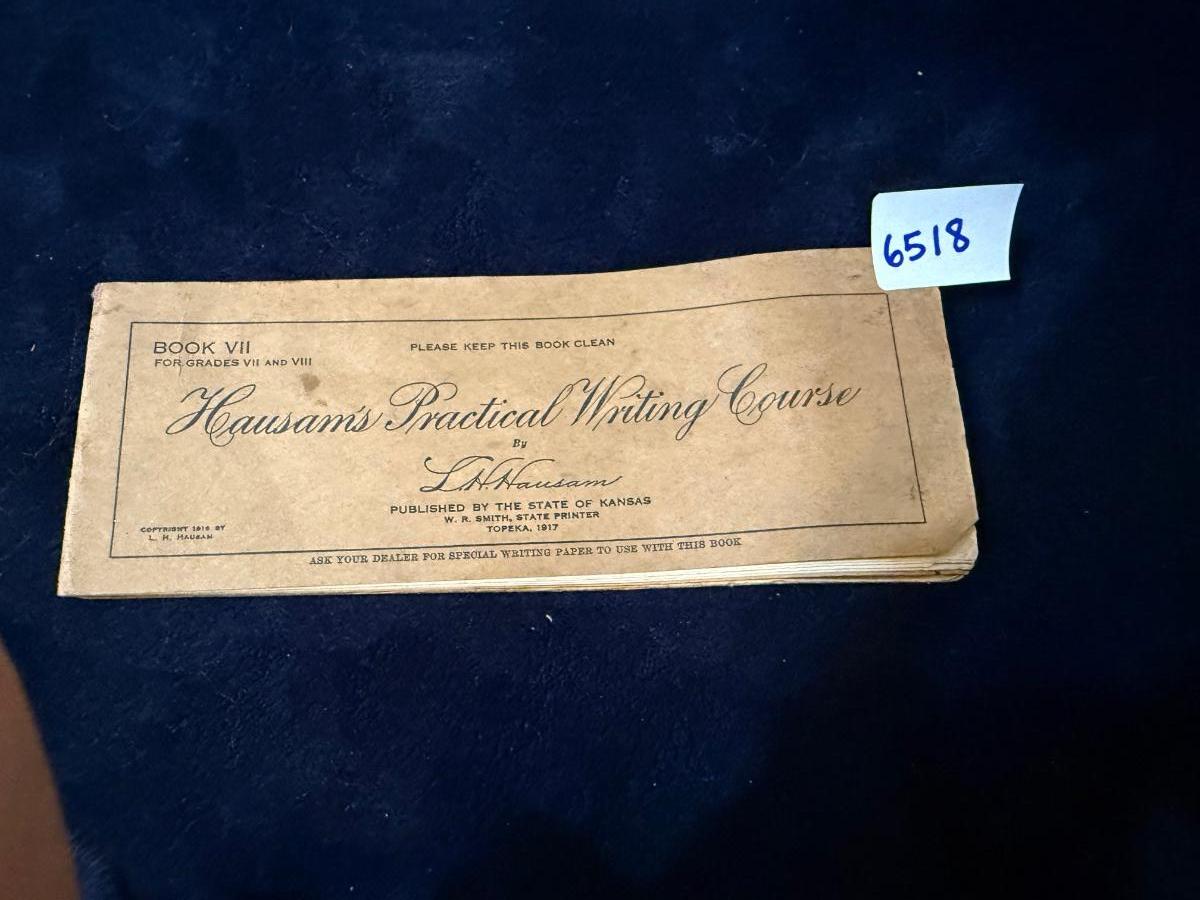 6518
BOOK VII
FOR GRADES VII AND VIII
PLEASE KEEP THIS BOOK CLEAN
Hausam's Practical Writing Course
By
L.H. Hausam
PUBLISHED BY THE STATE OF KANSAS
W. R. SMITH, STATE PRINTER
TOPEKA, 1917
COPYRIGHT 1916 BY
L. H. HAUSAM
ASK YOUR DEALER FOR SPECIAL WRITING PAPER TO USE WITH THIS BOOK